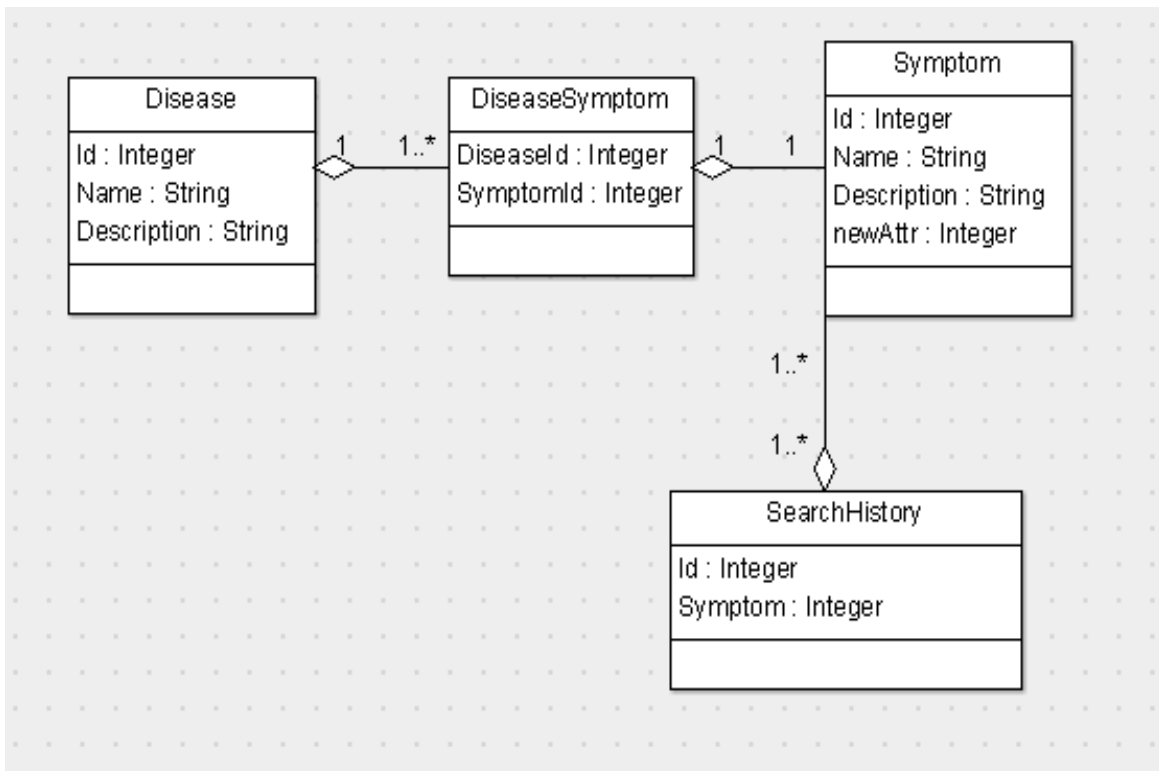 Disease
Id : Integer
Name : String
Description : String
1
1..*
DiseaseSymptom
DiseaseId : Integer
SymptomId : Integer
1
1
Symptom
Id : Integer
Name : String
Description : String
newAttr : Integer
1..*
1..*
SearchHistory
Id : Integer
Symptom : Integer